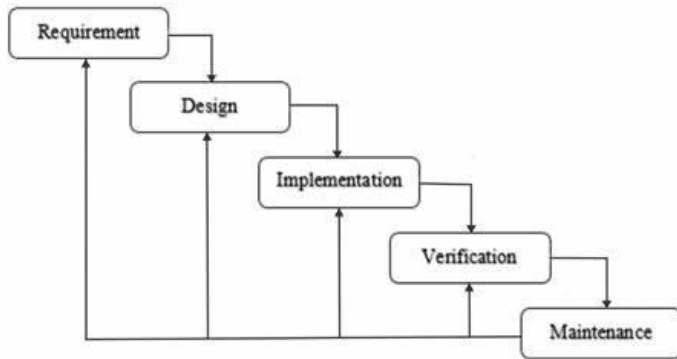 Requirement
Design
Implementation
Verification
Maintenance